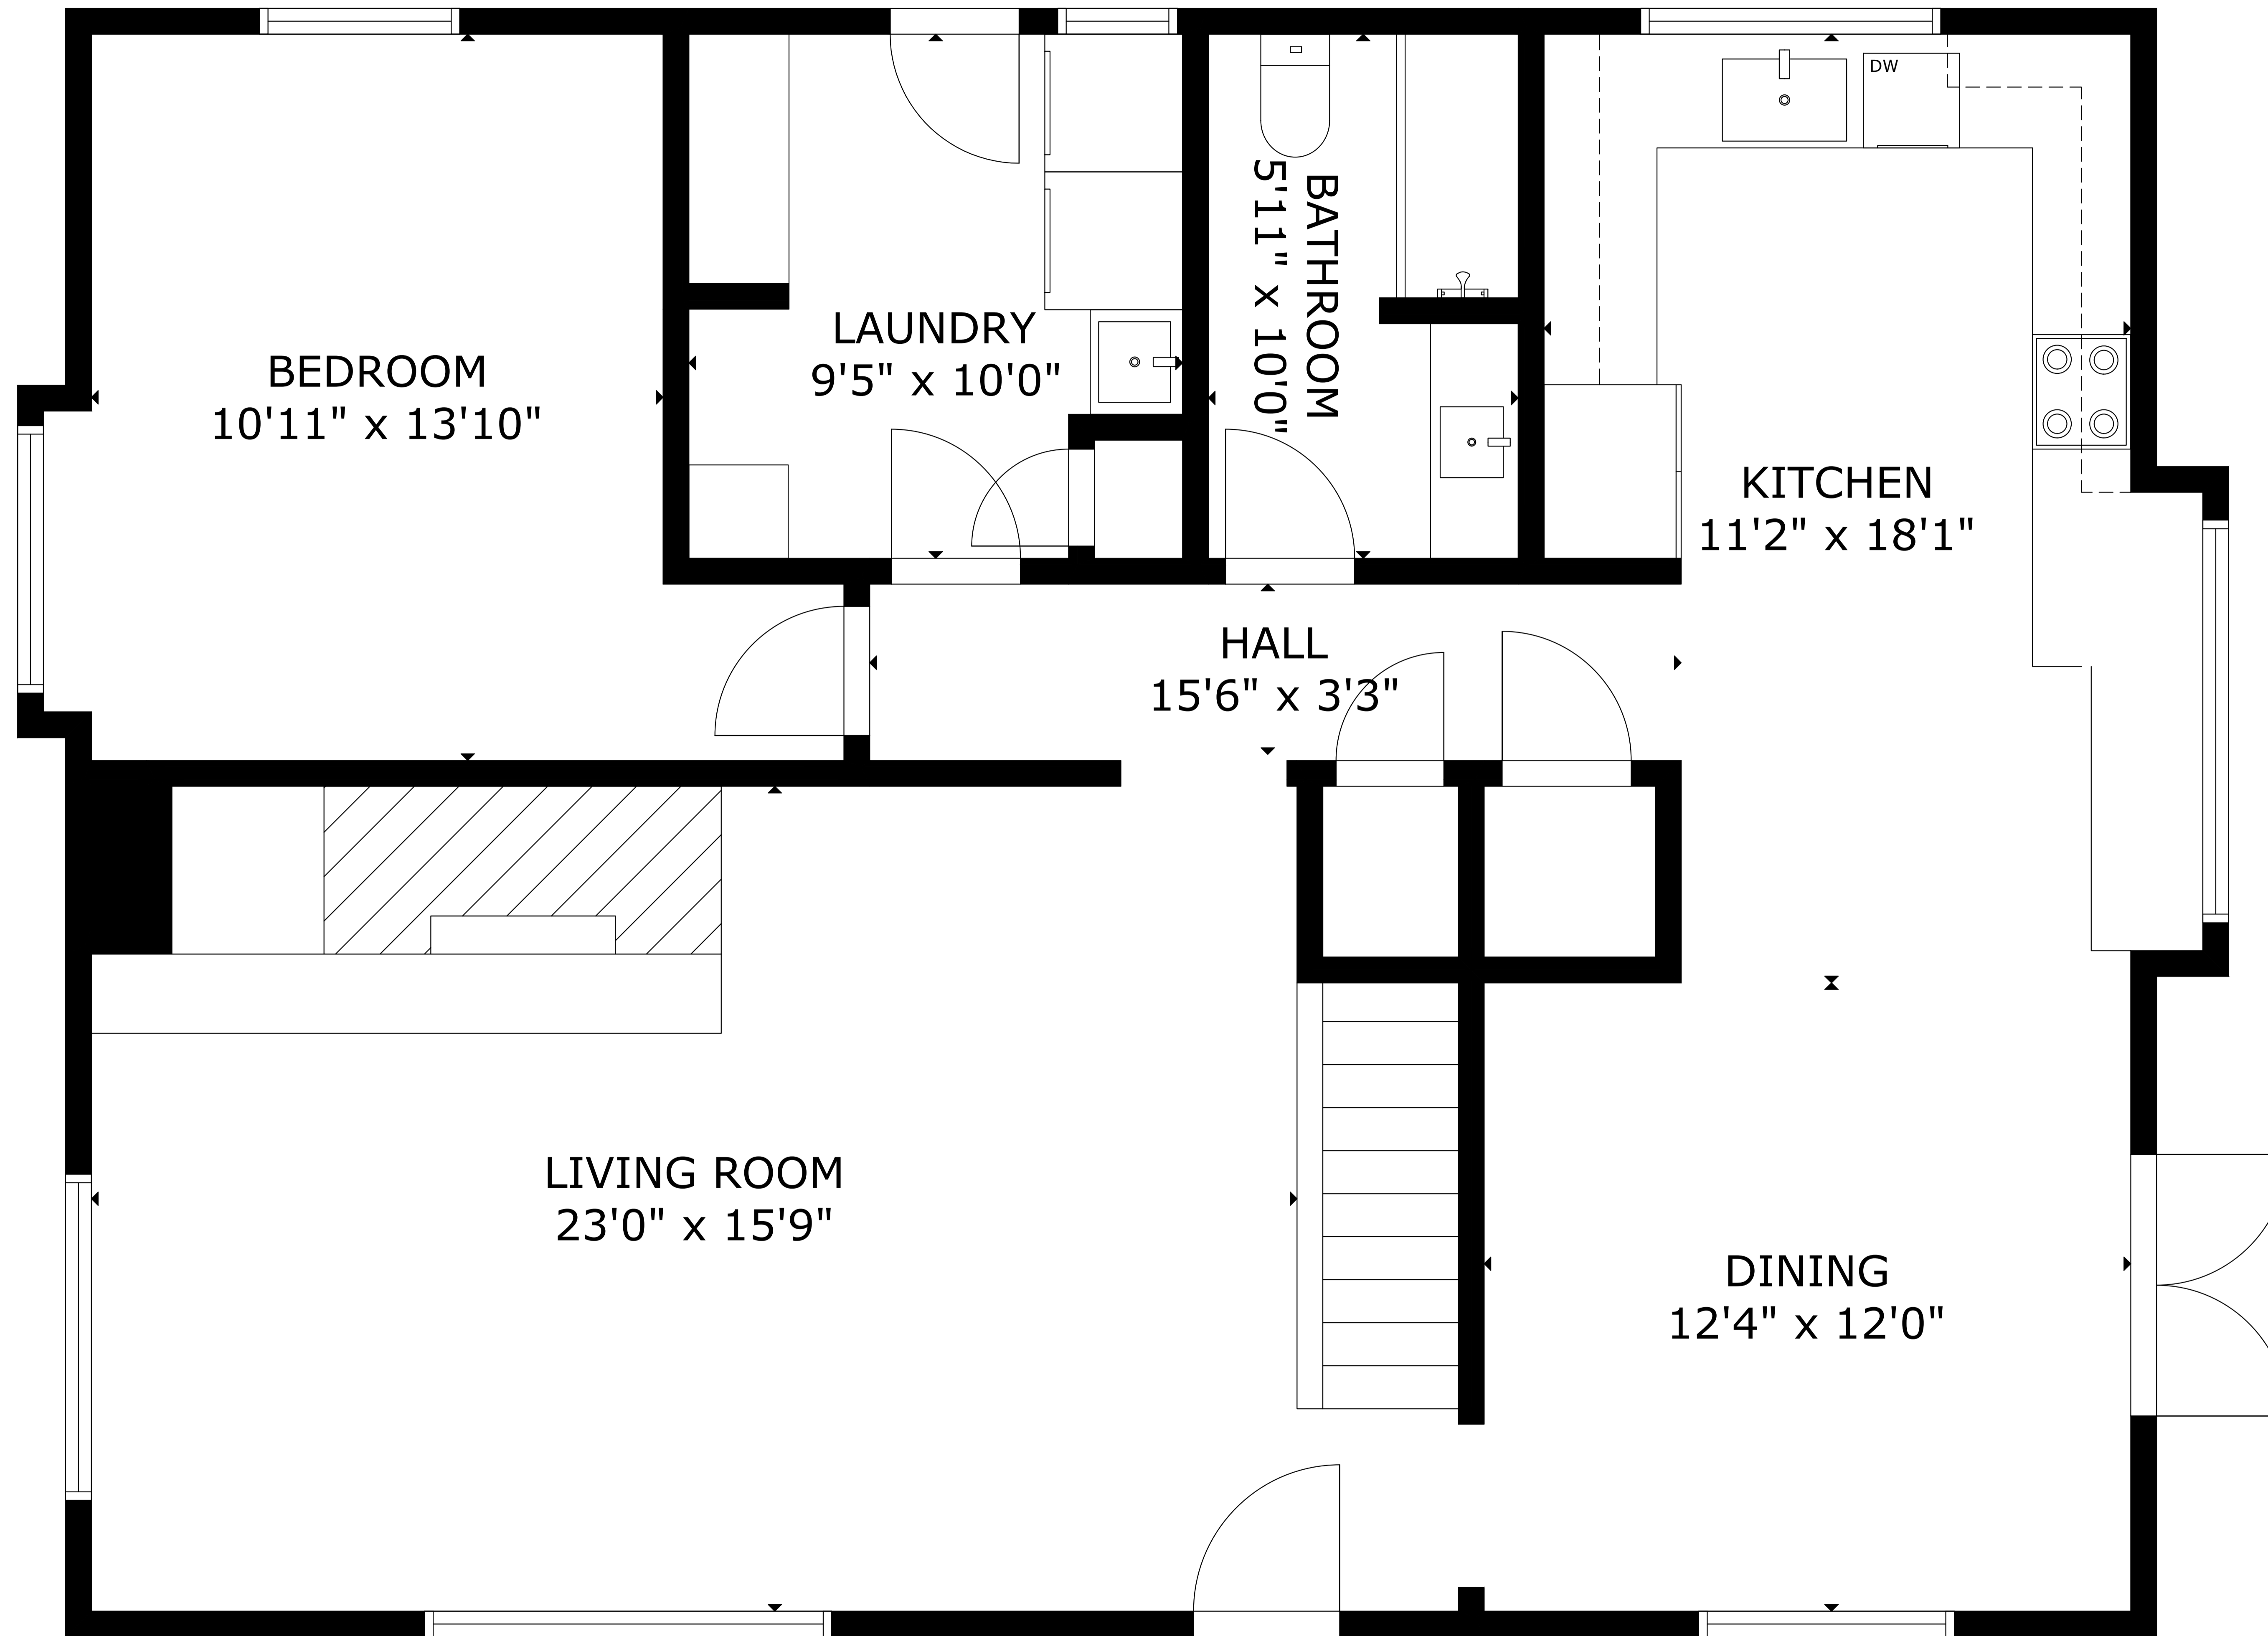 DW
BEDROOM
10'11" x 13'10"
LAUNDRY
9'5" x 10'0"
BATHROOM
5'11" x 10'0"
KITCHEN
11'2" x 18'1"
HALL
15'6" x 3'3"
LIVING ROOM
23'0" x 15'9"
DINING
12'4" x 12'0"